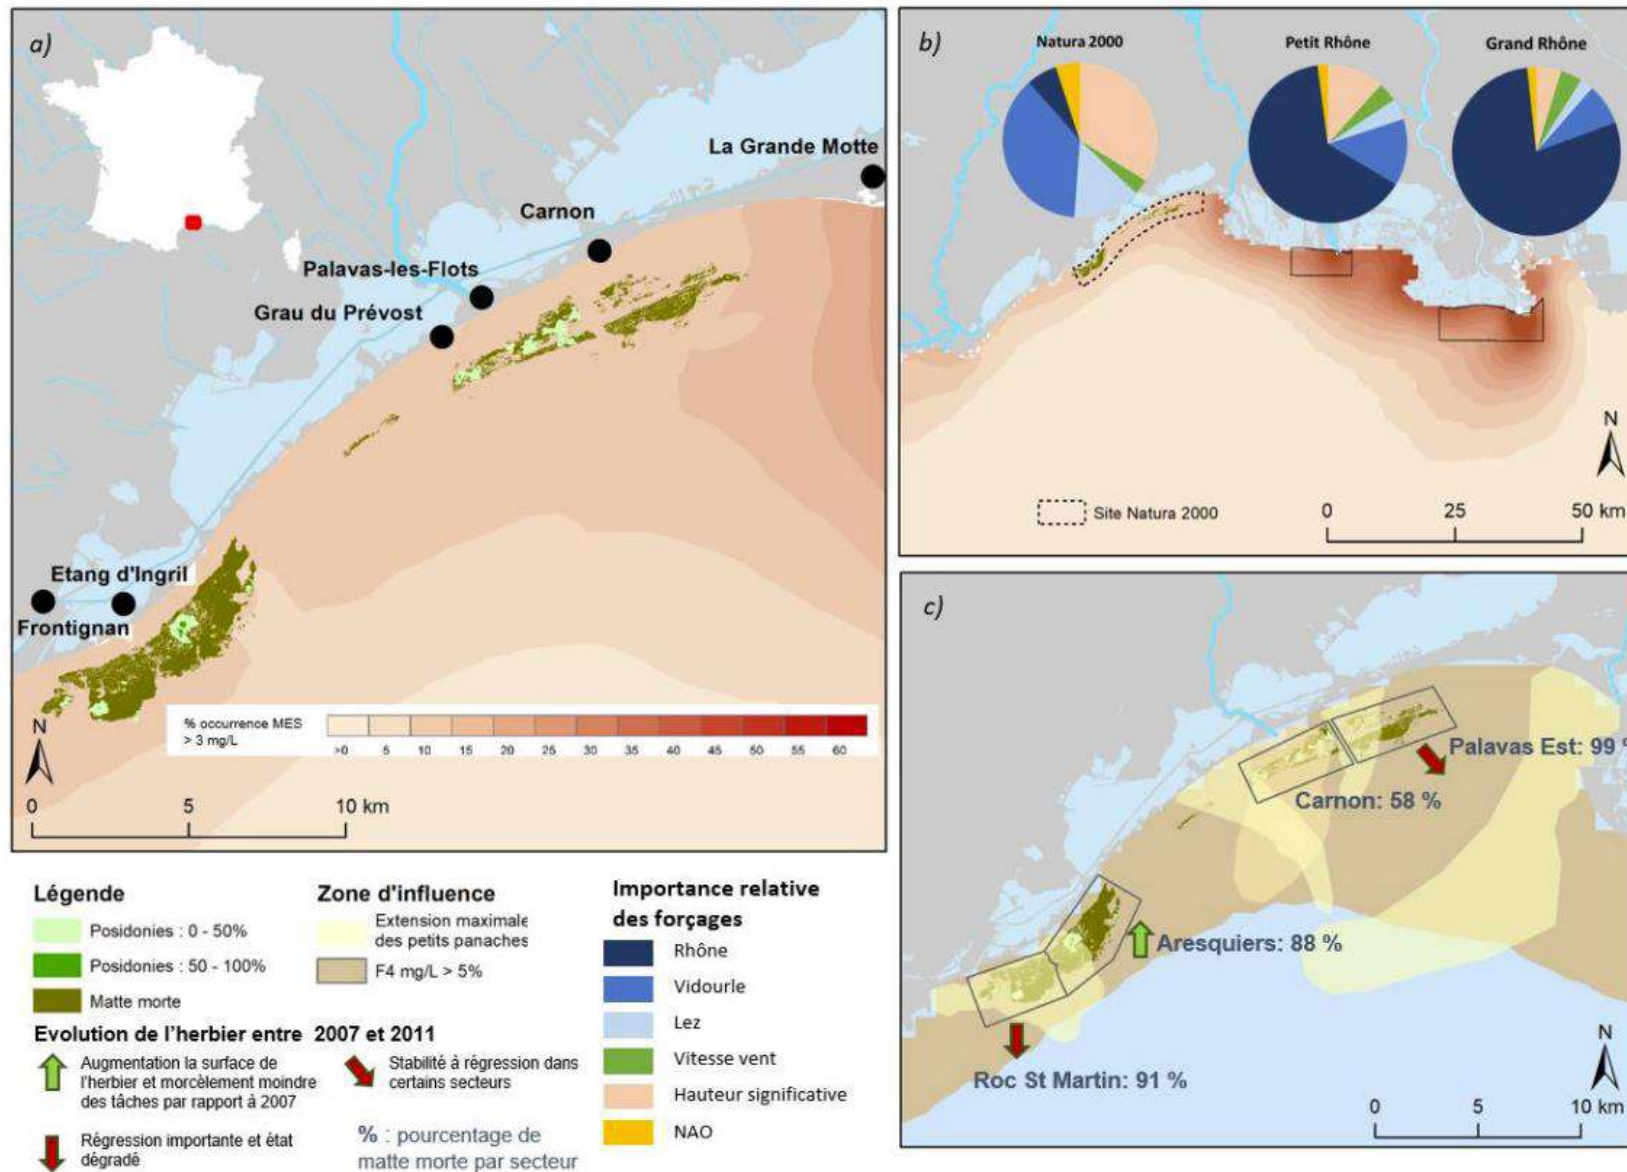 a)
La Grande Motte
Carnon
Palavas-les-Flots
Grau du Prévost
Etang d'Ingril
Frontignan
N
0 5 10 km
% occurrence MES
> 3 mg/L
>0 5 10 15 20 25 30 35 40 45 50 55 60
b)
Natura 2000
Petit Rhône
Grand Rhône
Site Natura 2000
N
0 25 50 km
c)
Palavas Est: 99 %
Carnon: 58 %
Aresquiers: 88 %
Roc St Martin: 91 %
N
0 5 10 km
Légende
Posidonies : 0 - 50%
Posidonies : 50 - 100%
Matte morte
Zone d'influence
Extension maximale
des petits panaches
F4 mg/L > 5%
Evolution de l'herbier entre 2007 et 2011
Augmentation la surface de
l'herbier et morcèlement moindre
des tâches par rapport à 2007
Régression importante et état
dégradé
Stabilité à régression dans
certains secteurs
% : pourcentage de
matte morte par secteur
Importance relative
des forçages
Rhône
Vidourle
Lez
Vitesse vent
Hauteur significative
NAO